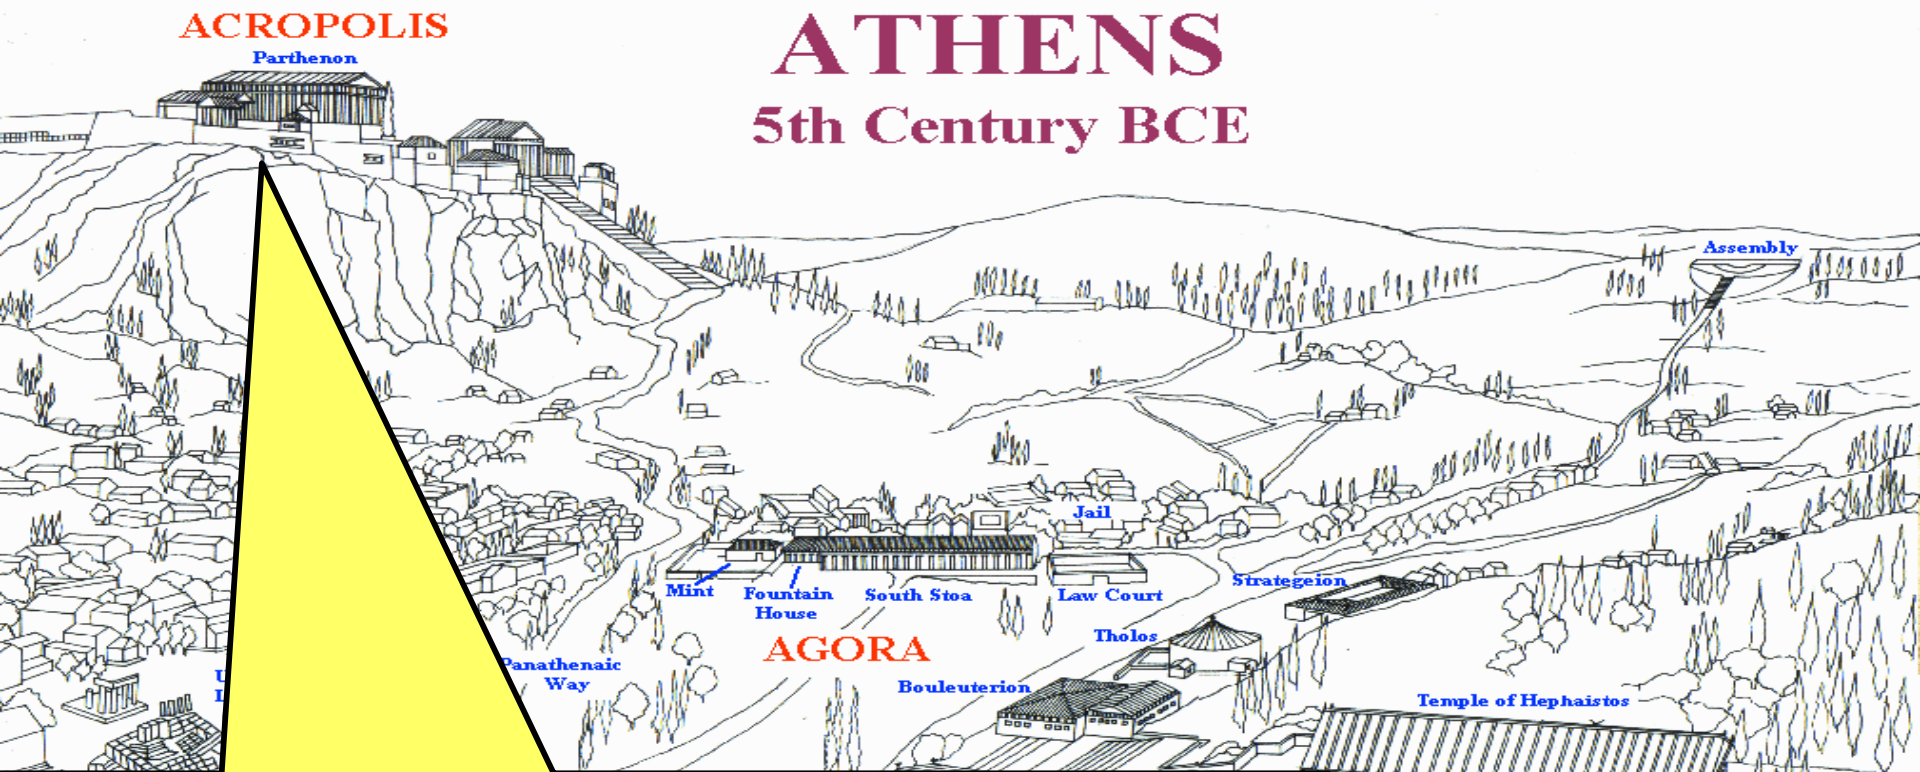 ACROPOLIS
Parthenon
ATHENS
5th Century BCE
Assembly
Jail
Mint
Fountain
House
South Stoa
Law Court
Strategeion
Tholos
AGORA
Panathenaic
Way
Bouleuterion
Temple of Hephaistos